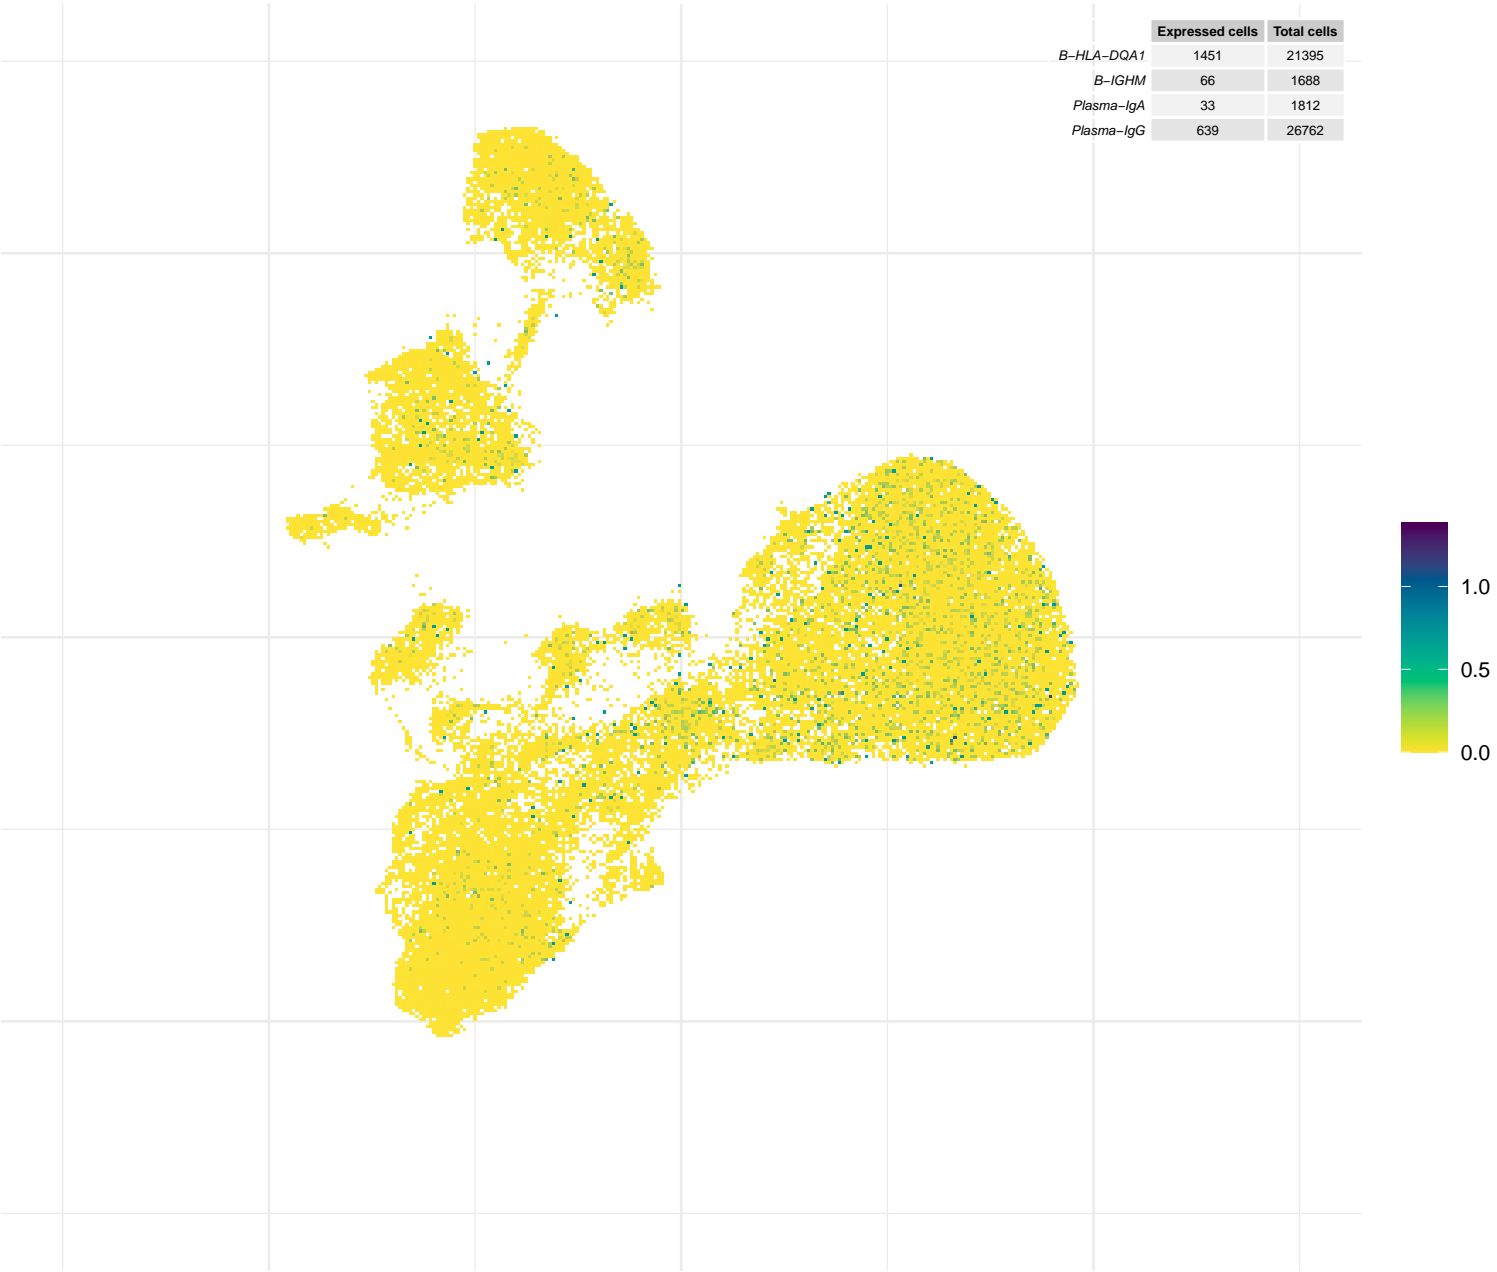 Expressed cells Total cells
B−HLA−DQA1 1451 21395
B−IGHM 66 1688
Plasma−IgA 33 1812
Plasma−IgG 639 26762
1.0
0.5
0.0